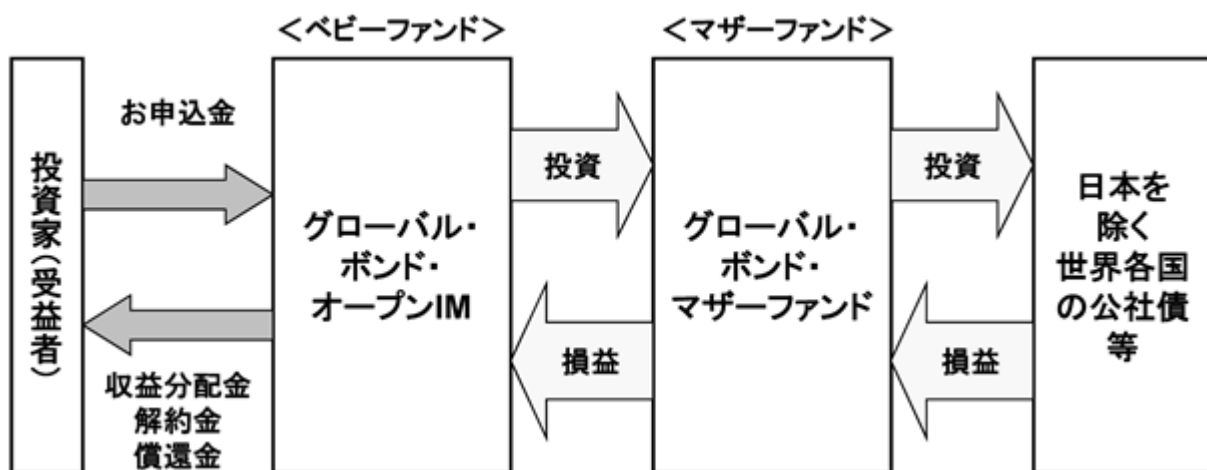 ＜ベビーファンド＞
＜マザーファンド＞
投資家（受益者）
お申込金
収益分配金
解約金
償還金
グローバル・
ボンド・
オープンIM
投資
損益
グローバル・
ボンド・
マザーファンド
投資
損益
日本を
除く
世界各国
の公社債
等